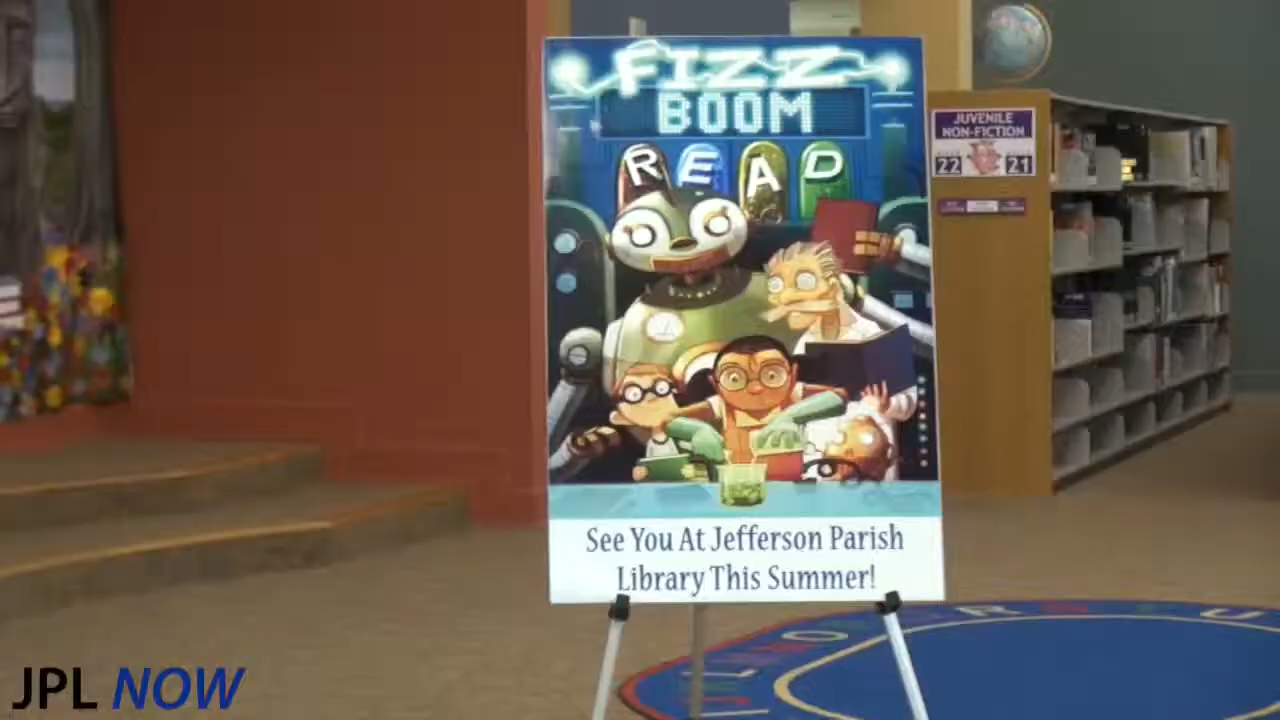 FIZZ
BOOM
READ
JUVENILE
NON-FICTION
22 21
See You At Jefferson Parish
Library This Summer!
JPL NOW